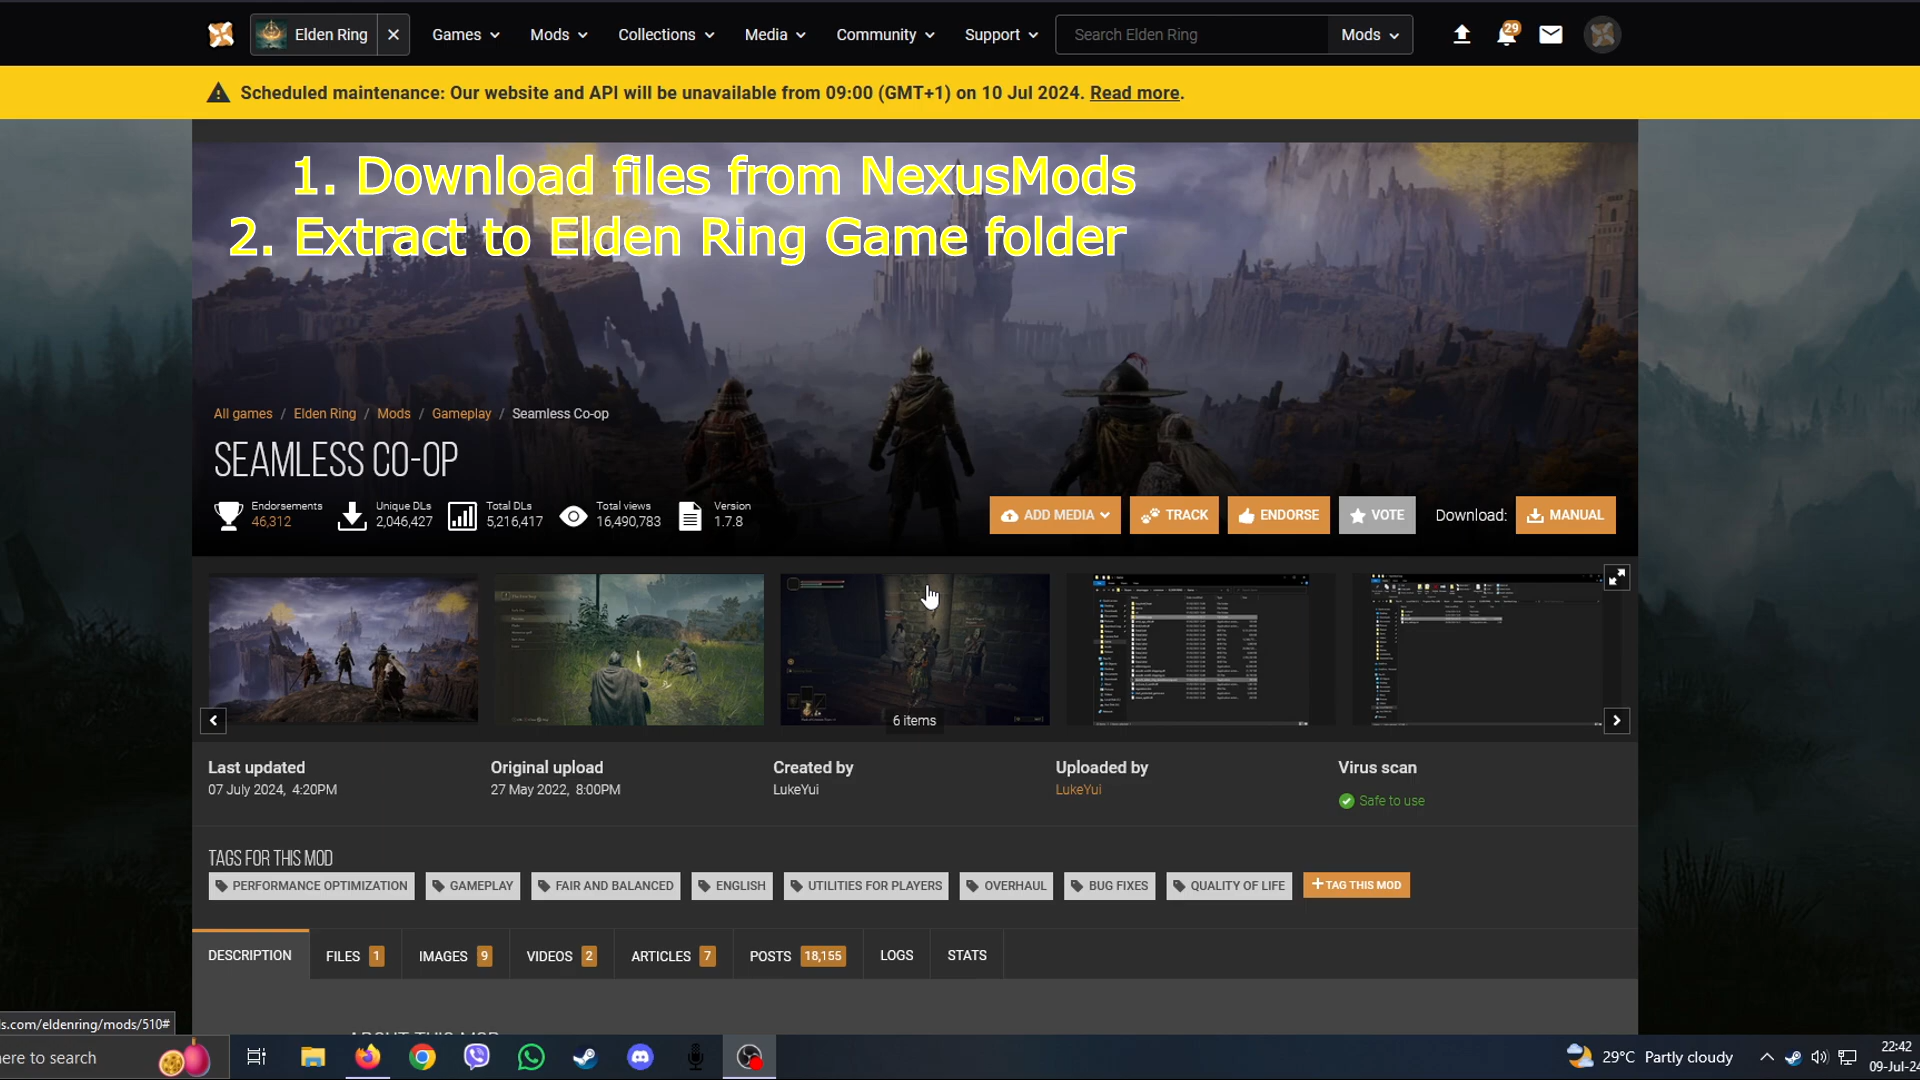 Elden Ring
Games
Mods
Collections
Media
Community
Support
Search Elden Ring
Mods
29
Scheduled maintenance: Our website and API will be unavailable from 09:00 (GMT+1) on 10 Jul 2024. Read more.
1. Download files from NexusMods
2. Extract to Elden Ring Game folder
All games / Elden Ring / Mods / Gameplay / Seamless Co-op
SEAMLESS CO-OP
Endorsements
46,312
Unique DLs
2,046,427
Total DLs
5,216,417
Total views
16,490,783
Version
1.7.8
ADD MEDIA
TRACK
ENDORSE
VOTE
Download:
MANUAL
6 items
Last updated
07 July 2024, 4:20PM
Original upload
27 May 2022, 8:00PM
Created by
LukeYui
Uploaded by
LukeYui
Virus scan
Safe to use
TAGS FOR THIS MOD
PERFORMANCE OPTIMIZATION
GAMEPLAY
FAIR AND BALANCED
ENGLISH
UTILITIES FOR PLAYERS
OVERHAUL
BUG FIXES
QUALITY OF LIFE
+ TAG THIS MOD
DESCRIPTION
FILES 1
IMAGES 9
VIDEOS 2
ARTICLES 7
POSTS 18,155
LOGS
STATS
ABOUT THIS MOD
s.com/eldenring/mods/510#
ere to search
29°C Partly cloudy
22:42
09-Jul-24